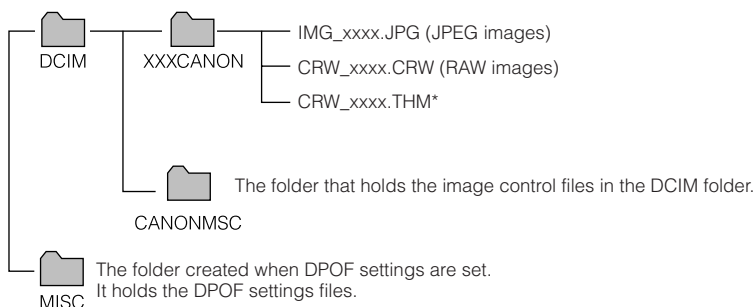 IMG_xxxx.JPG (JPEG images)
DCIM
XXXCANON
CRW_xxxx.CRW (RAW images)
CRW_xxxx.THM*
The folder that holds the image control files in the DCIM folder.
CANONMSC
The folder created when DPOF settings are set.
It holds the DPOF settings files.
MISC